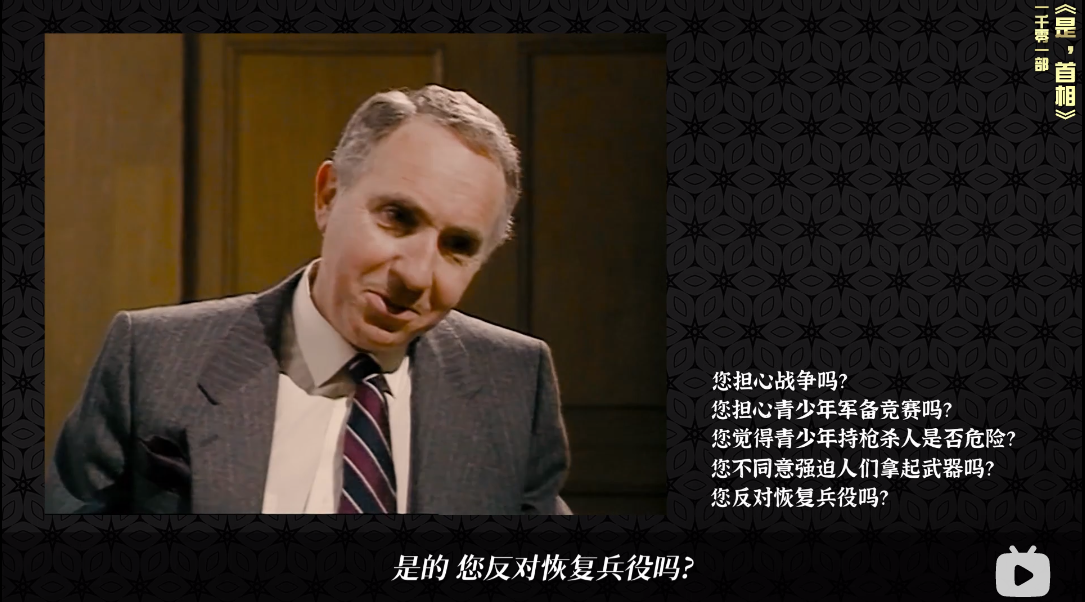 《是，首相》
一千零一部
您担心战争吗？
您担心青少年军备竞赛吗？
您觉得青少年持枪杀人是否危险？
您不同意强迫人们拿起武器吗？
您反对恢复兵役吗？
是的 您反对恢复兵役吗？